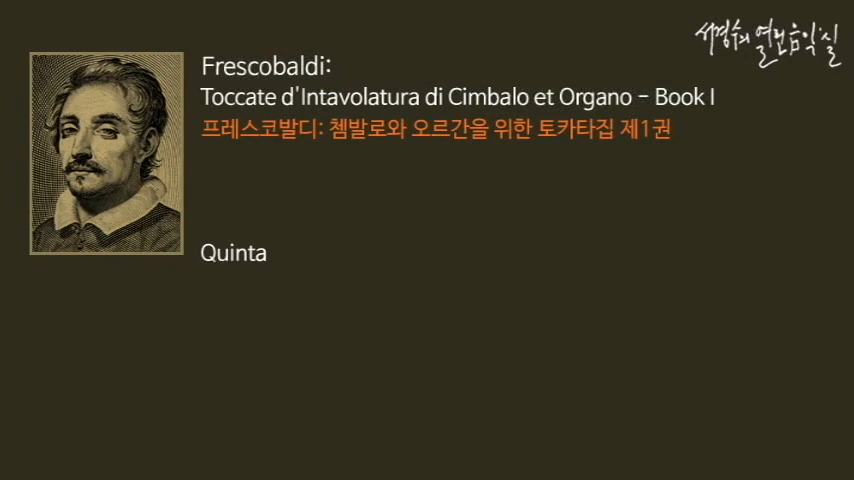 서경수의 열린음악실
Frescobaldi:
Toccate d'Intavolatura di Cimbalo et Organo - Book I
프레스코발디: 쳄발로와 오르간을 위한 토카타집 제1권
Quinta